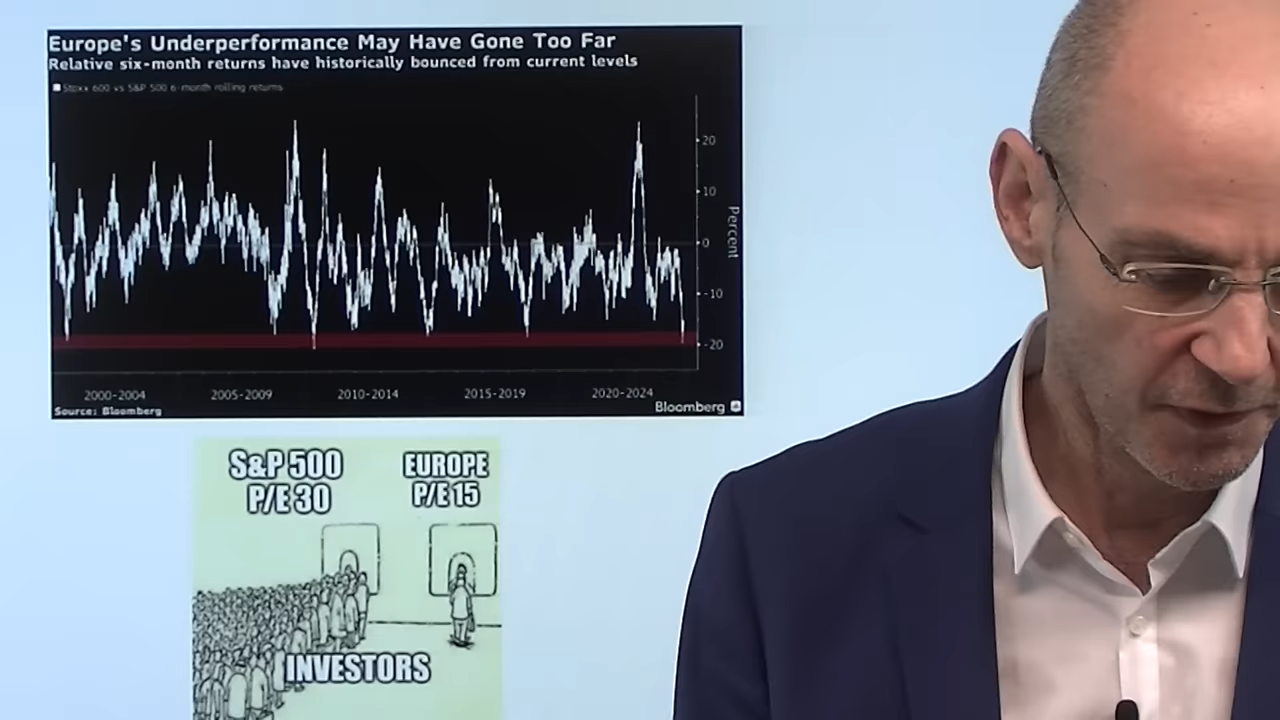 Europe's Underperformance May Have Gone Too Far
Relative six-month returns have historically bounced from current levels
Stoxx 600 vs S&P 500 6-month rolling returns
20
10
0
-10
-20
Percent
2000-2004 2005-2009 2010-2014 2015-2019 2020-2024
Source: Bloomberg
Bloomberg
S&P 500
P/E 30
EUROPE
P/E 15
INVESTORS